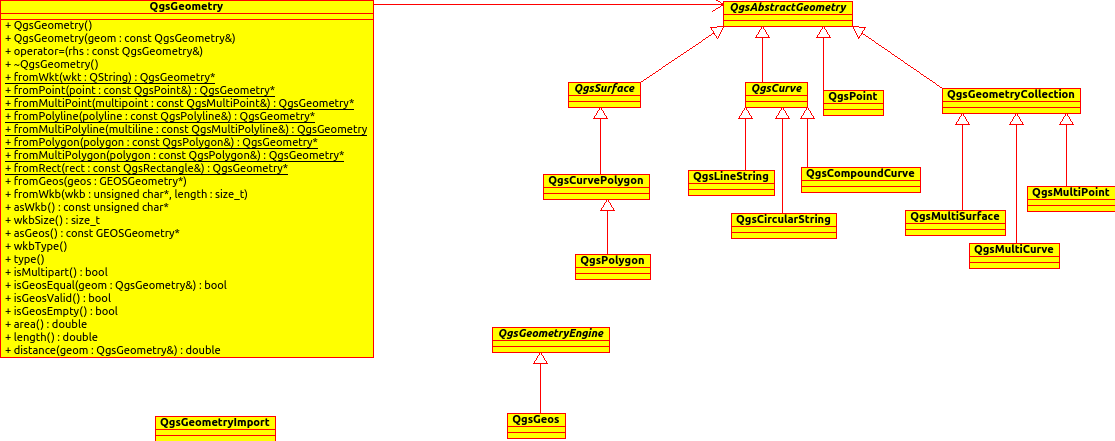 QgsGeometry
+ QgsGeometry()
+ QgsGeometry(geom : const QgsGeometry&)
+ operator=(rhs : const QgsGeometry&)
+ ~QgsGeometry()
+ fromWkt(wkt : QString) : QgsGeometry*
+ fromPoint(point : const QgsPoint&) : QgsGeometry*
+ fromMultiPoint(multipoint : const QgsMultiPoint&) : QgsGeometry*
+ fromPolyline(polyline : const QgsPolyline&) : QgsGeometry*
+ fromMultiPolyline(multiline : const QgsMultiPolyline&) : QgsGeometry
+ fromPolygon(polygon : const QgsPolygon&) : QgsGeometry*
+ fromMultiPolygon(polygon : const QgsPolygon&) : QgsGeometry*
+ fromRect(rect : const QgsRectangle&) : QgsGeometry*
+ fromGeos(geos : GEOSGeometry*)
+ fromWkb(wkb : unsigned char*, length : size_t)
+ asWkb() : const unsigned char*
+ wkbSize() : size_t
+ asGeos() : const GEOSGeometry*
+ wkbType()
+ type()
+ isMultipart() : bool
+ isGeosEqual(geom : QgsGeometry&) : bool
+ isGeosValid() : bool
+ isGeosEmpty() : bool
+ area() : double
+ length() : double
+ distance(geom : QgsGeometry&) : double
QgsAbstractGeometry
QgsSurface
QgsCurve
QgsPoint
QgsGeometryCollection
QgsCurvePolygon
QgsLineString
QgsCompoundCurve
QgsMultiPoint
QgsCircularString
QgsMultiSurface
QgsMultiCurve
QgsPolygon
QgsGeometryEngine
QgsGeos
QgsGeometryImport